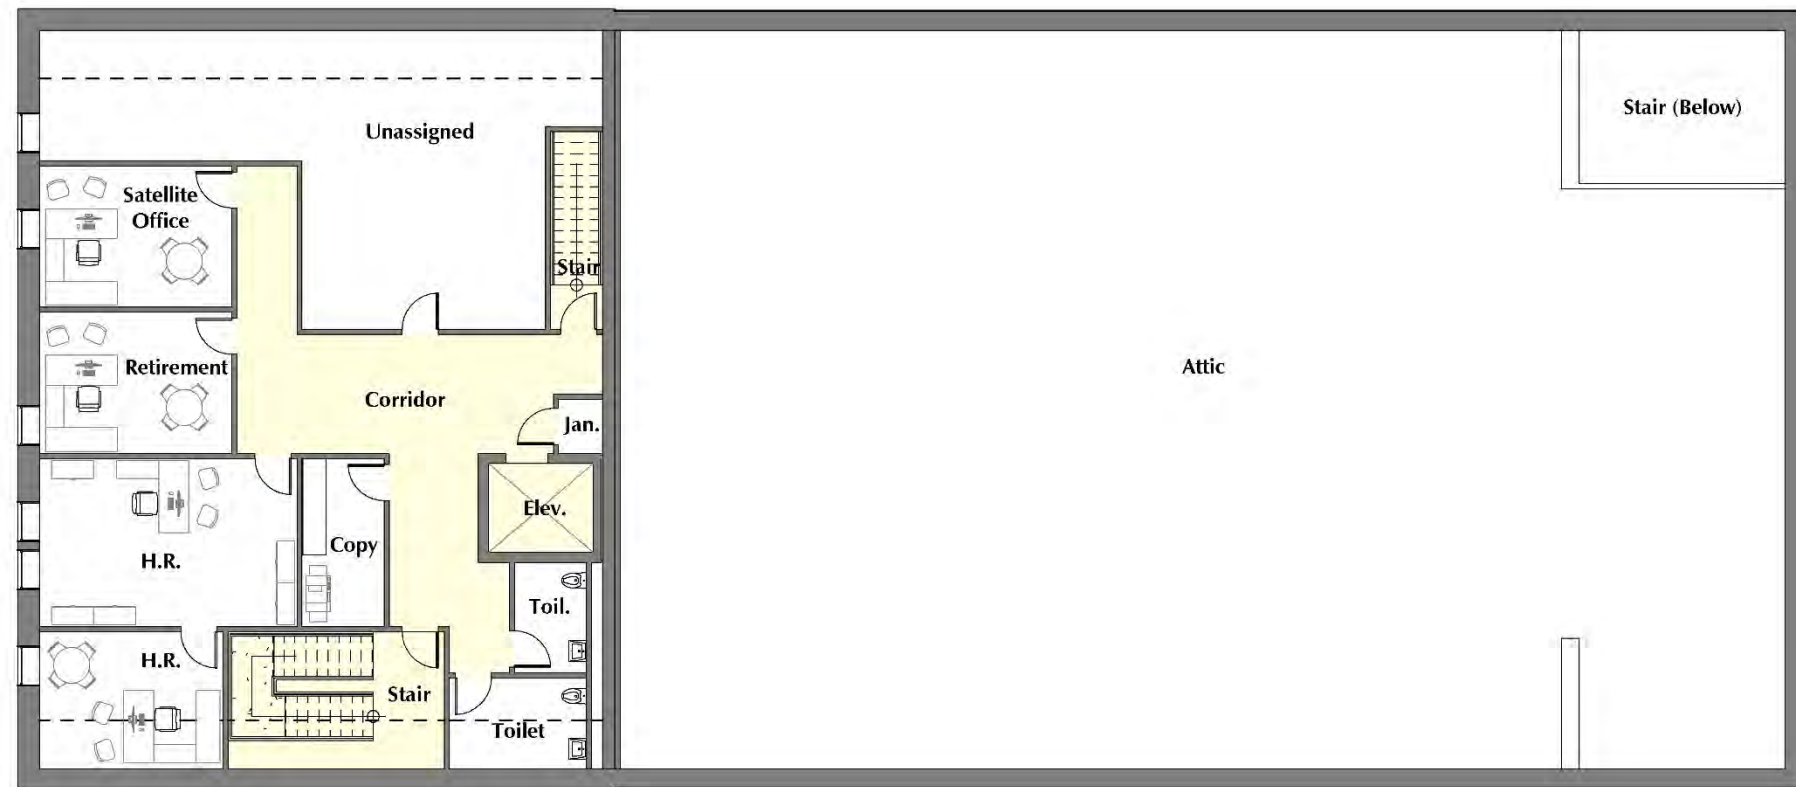 Stair (Below)
Unassigned
Satellite
Office
Stair
Retirement
Attic
Corridor
Jan.
Elev.
Copy
H.R.
Toil.
H.R.
Stair
Toilet